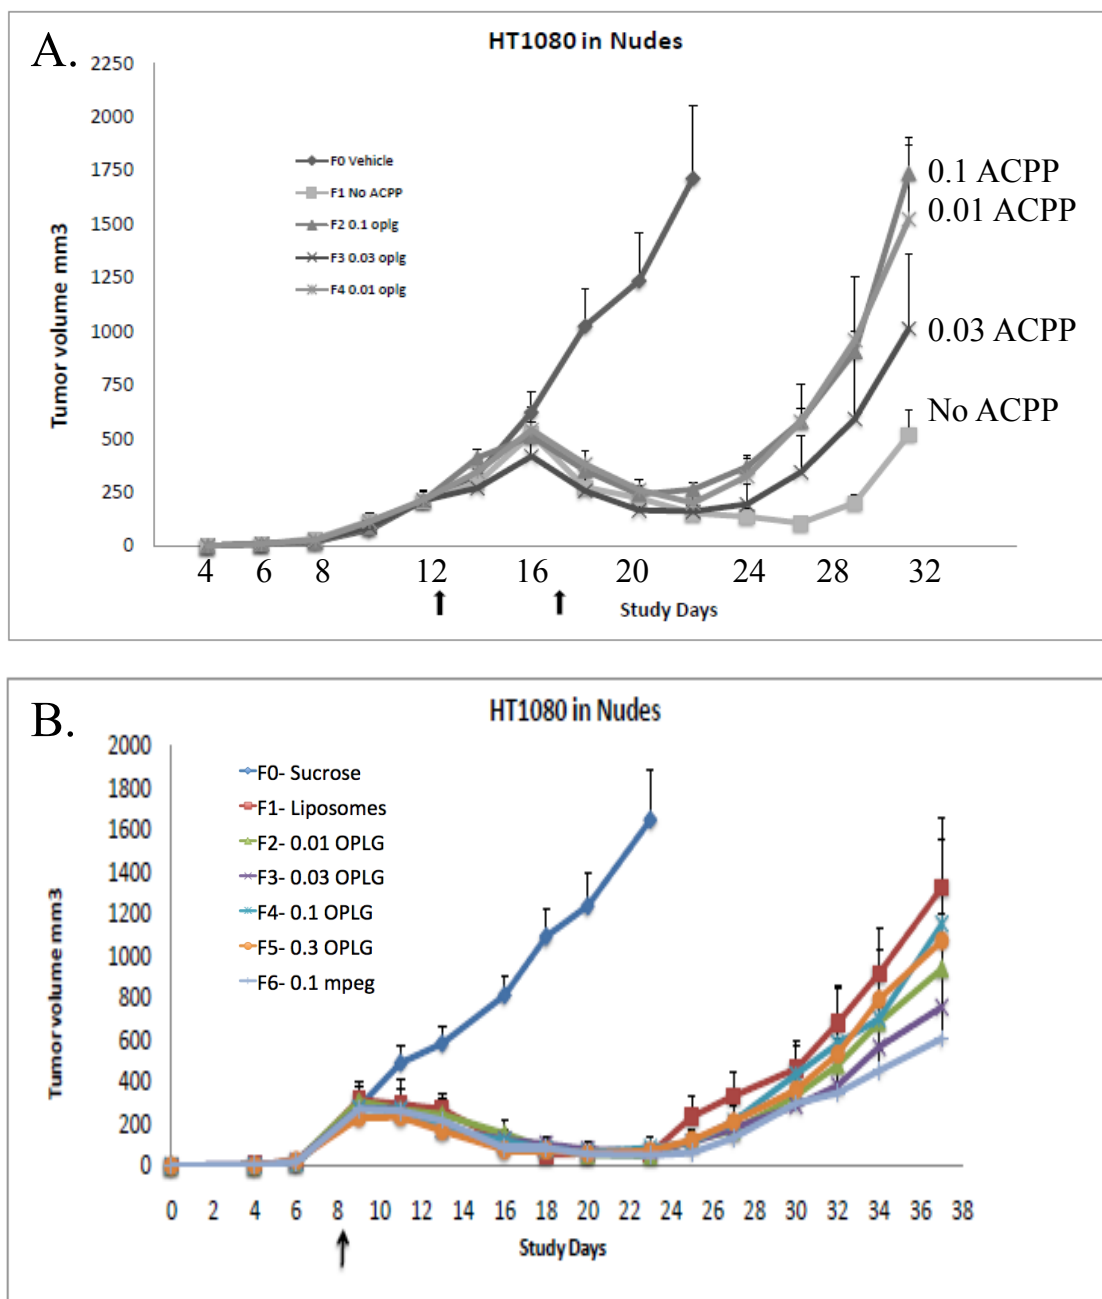 A.
HT1080 in Nudes
2250
2000
1750
1500
1250
1000
750
500
250
0
Tumor volume mm3
F0 Vehicle
F1 No ACPP
F2 0.1 oplg
F3 0.03 oplg
F4 0.01 oplg
0.1 ACPP
0.01 ACPP
0.03 ACPP
No ACPP
4 6 8 12 16 20 24 28 32
Study Days
B.
HT1080 in Nudes
2000
1800
1600
1400
1200
1000
800
600
400
200
0
Tumor volume mm3
F0- Sucrose
F1- Liposomes
F2- 0.01 OPLG
F3- 0.03 OPLG
F4- 0.1 OPLG
F5- 0.3 OPLG
F6- 0.1 mpeg
0 2 4 6 8 10 12 14 16 18 20 22 24 26 28 30 32 34 36 38
Study Days